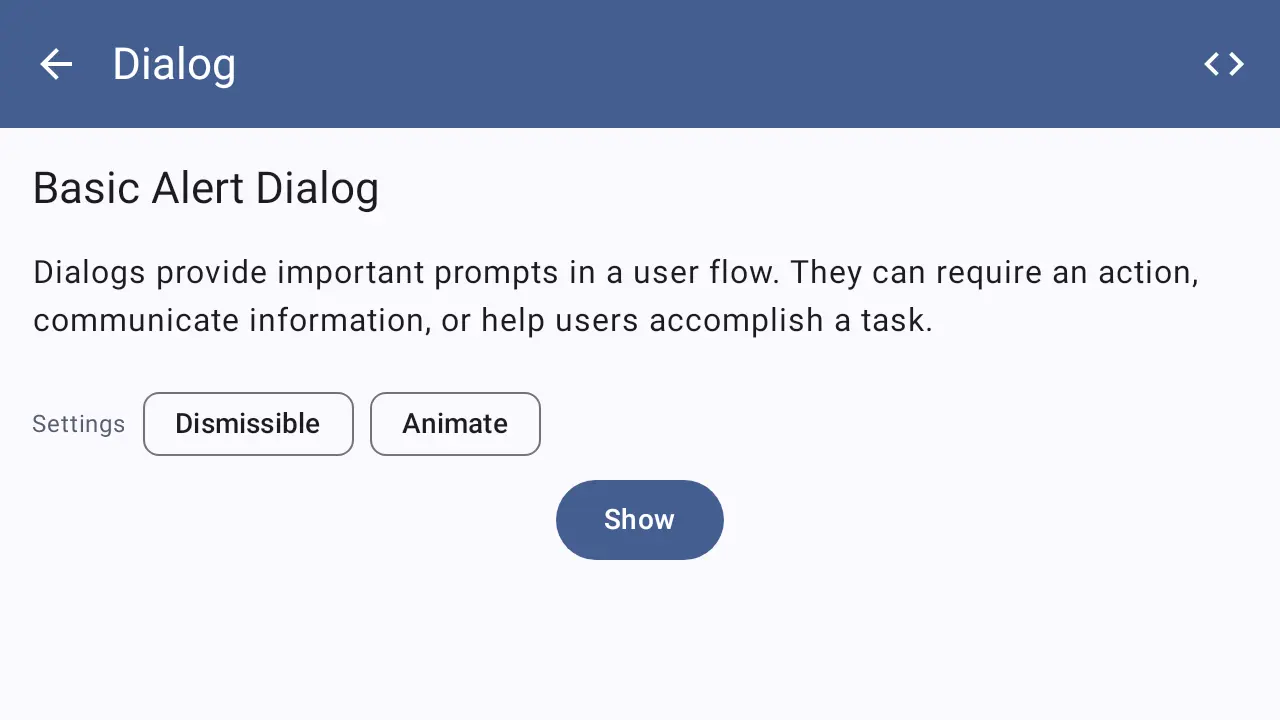 Dialog
Basic Alert Dialog
Dialogs provide important prompts in a user flow. They can require an action,
communicate information, or help users accomplish a task.
Settings Dismissible Animate
Show